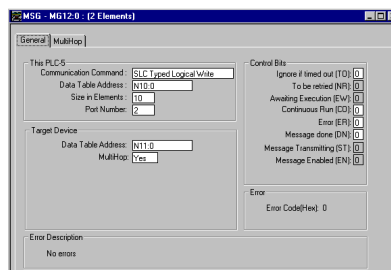 MSG - MG12:0 : (2 Elements)
General MultiHop
This PLC-5
Communication Command : SLC Typed Logical Write
Data Table Address : N10:0
Size in Elements : 10
Port Number: 2
Target Device
Data Table Address: N11:0
MultiHop: Yes
Control Bits
Ignore if timed out (TO): 0
To be retried (NR): 0
Awaiting Execution (EW): 0
Continuous Run (CO): 0
Error (ER): 0
Message done (DN): 0
Message Transmitting (ST): 0
Message Enabled (EN): 0
Error
Error Code(Hex): 0
Error Description
No errors